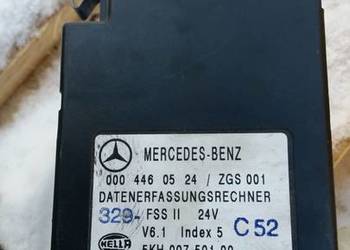 MERCEDES-BENZ
000 446 05 24 / ZGS 001
DATENERFASSUNGSRECHNER
329- FSS II 24V
V6.1 Index 5 C52
HELLA